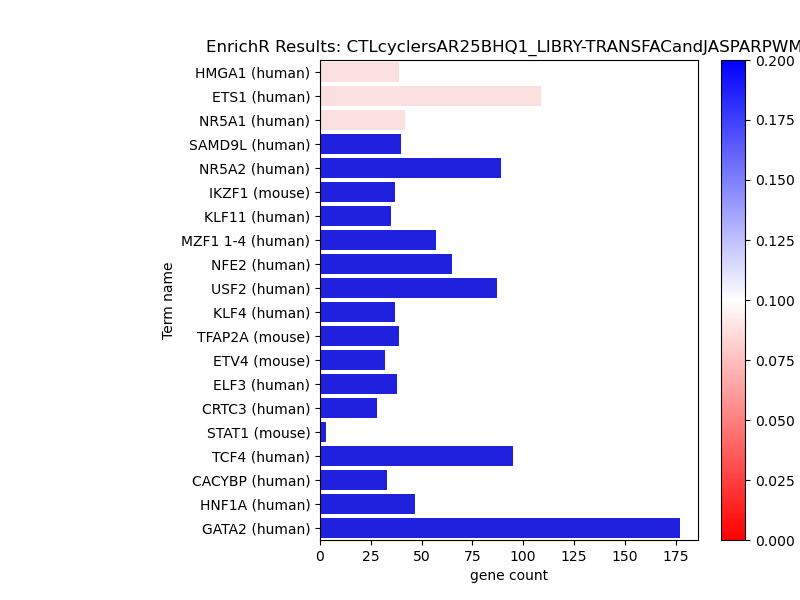 EnrichR Results: CTLcyclersAR25BHQ1_LIBRY-TRANSFACandJASPARPWM
HMGA1 (human)
ETS1 (human)
NR5A1 (human)
SAMD9L (human)
NR5A2 (human)
IKZF1 (mouse)
KLF11 (human)
MZF1 1-4 (human)
NFE2 (human)
USF2 (human)
KLF4 (human)
TFAP2A (mouse)
ETV4 (mouse)
ELF3 (human)
CRTC3 (human)
STAT1 (mouse)
TCF4 (human)
CACYBP (human)
HNF1A (human)
GATA2 (human)
Term name
0 25 50 75 100 125 150 175
gene count
0.200
0.175
0.150
0.125
0.100
0.075
0.050
0.025
0.000